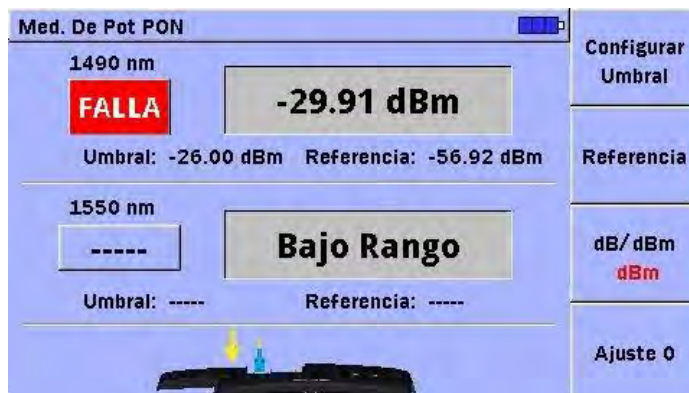 Med. De Pot PON
1490 nm
FALLA
-29.91 dBm
Umbral: -26.00 dBm Referencia: -56.92 dBm
1550 nm
-----
Bajo Rango
Umbral: ----- Referencia: -----
Configurar
Umbral
Referencia
dB/dBm
dBm
Ajuste 0